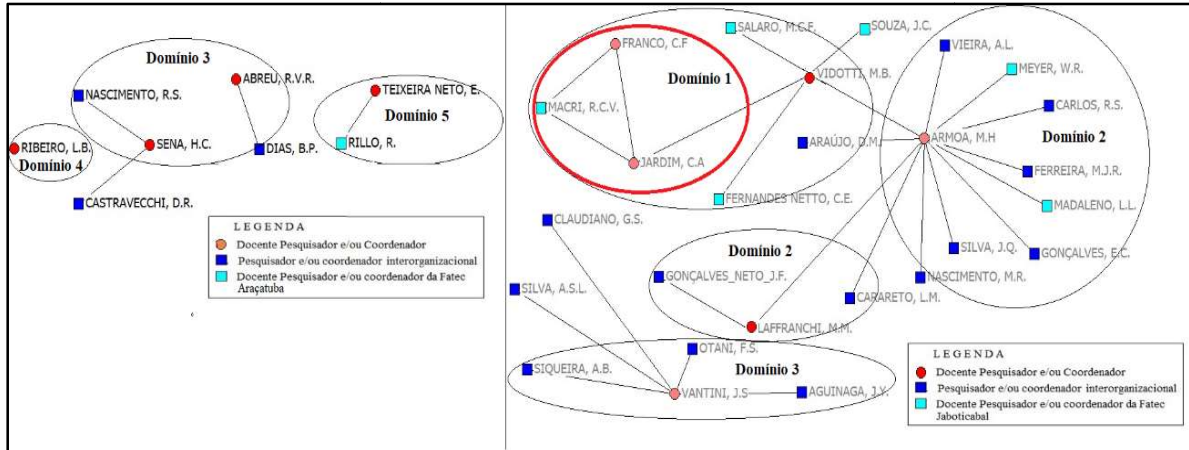 Domínio 3
ABREU, R.V.R.
NASCIMENTO, R.S.
TEIXEIRA NETO, E.
Domínio 5
RIBEIRO, L.B.
SENA, H.C.
DIAS, B.P.
RILLO, R.
Domínio 4
CASTRAVECCHI, D.R.
LEGENDA
Docente Pesquisador e/ou Coordenador
Pesquisador e/ou coordenador interorganizacional
Docente Pesquisador e/ou coordenador da Fatec
Araçatuba
SALARO, M.C.F.
SOUZA, J.C.
FRANCO, C.F
VIEIRA, A.L.
Domínio 1
VIDOTTI, M.B.
MEYER, W.R.
MACRI, R.C.V.
CARLOS, R.S.
ARAÚJO, D.M.
ARMOA, M.H
Domínio 2
JARDIM, C.A
FERREIRA, M.J.R.
FERNANDES NETTO, C.E.
MADALENO, L.L.
CLAUDIANO, G.S.
SILVA, J.Q.
GONÇALVES, E.C.
Domínio 2
GONÇALVES_NETO_J.F.
NASCIMENTO, M.R.
SILVA, A.S.L.
CARARETO, L.M.
LAFFRANCHI, M.M.
OTANI, F.S.
SIQUEIRA, A.B.
Domínio 3
VANTINI, J.S
AGUINAGA, J.Y.
LEGENDA
Docente Pesquisador e/ou Coordenador
Pesquisador e/ou coordenador interorganizacional
Docente Pesquisador e/ou coordenador da Fatec
Jaboticabal